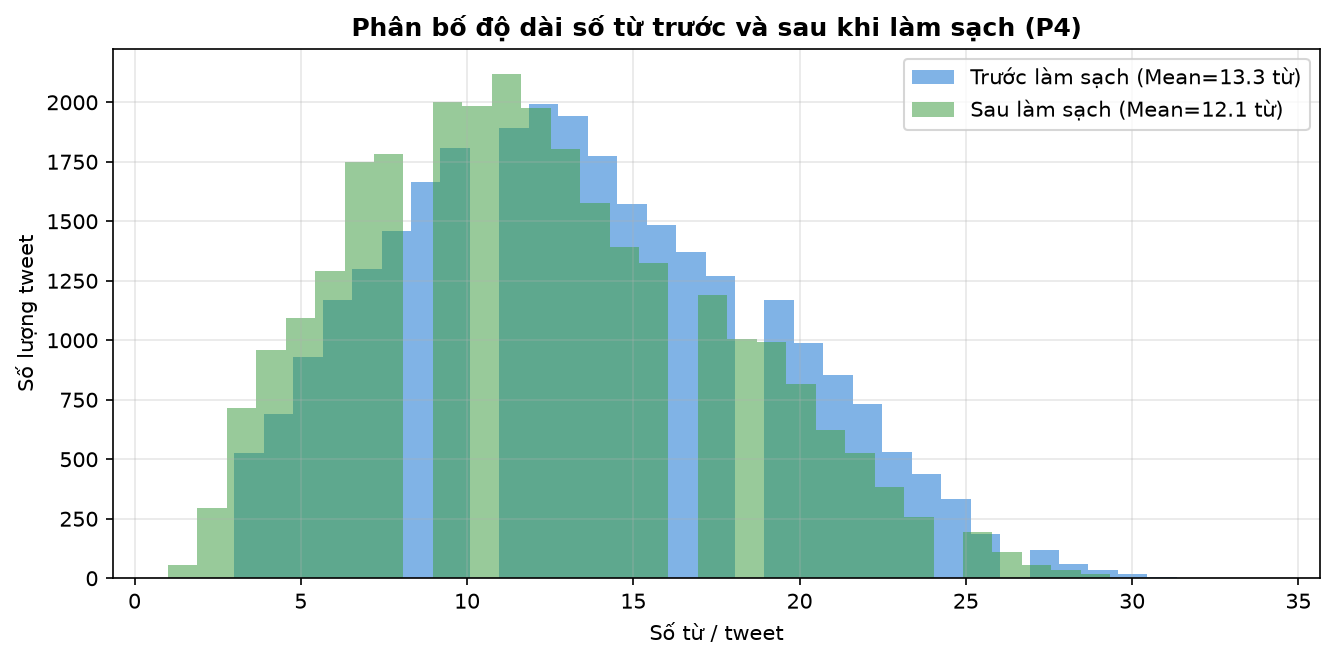 Phân bố độ dài số từ trước và sau khi làm sạch (P4)
Trước làm sạch (Mean=13.3 từ)
Sau làm sạch (Mean=12.1 từ)
Số lượng tweet
2000
1750
1500
1250
1000
750
500
250
0
0 5 10 15 20 25 30 35
Số từ / tweet